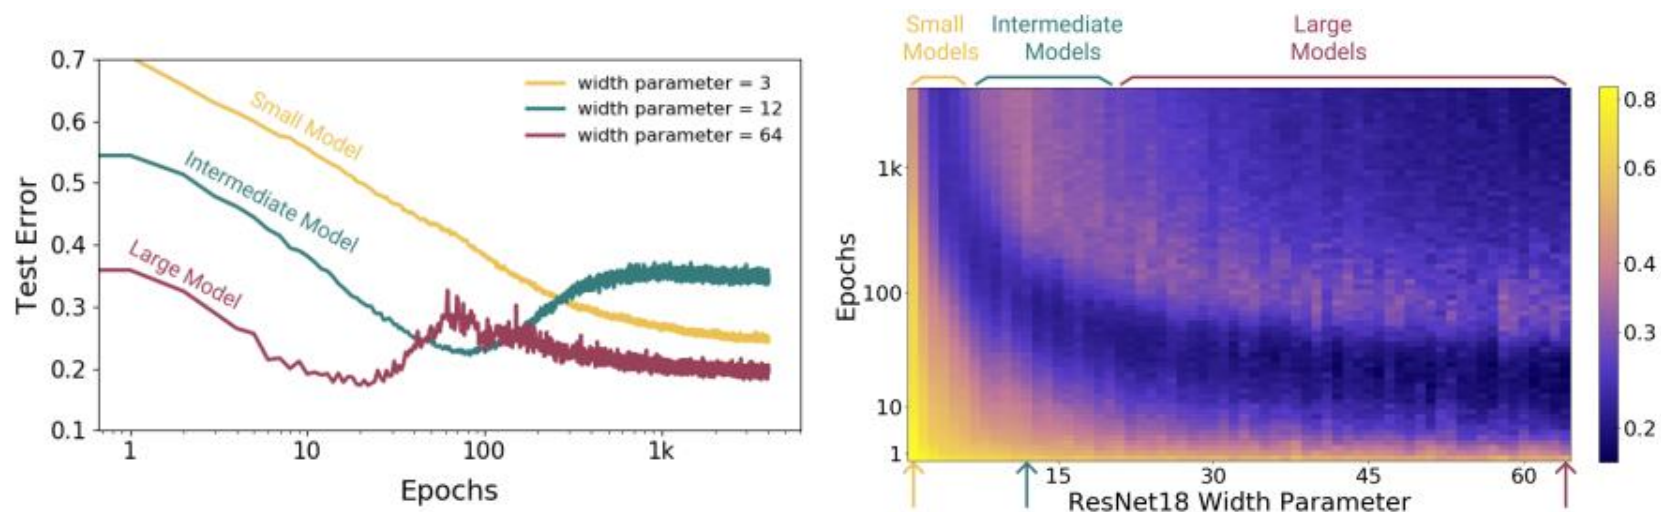 0.7
0.6
0.5
0.4
0.3
0.2
0.1
Test Error
1
10
100
1k
Epochs
width parameter = 3
width parameter = 12
width parameter = 64
Small Model
Intermediate Model
Large Model
Small
Models
Intermediate
Models
Large
Models
1k
100
10
1
Epochs
15
30
45
60
ResNet18 Width Parameter
0.8
0.6
0.4
0.3
0.2